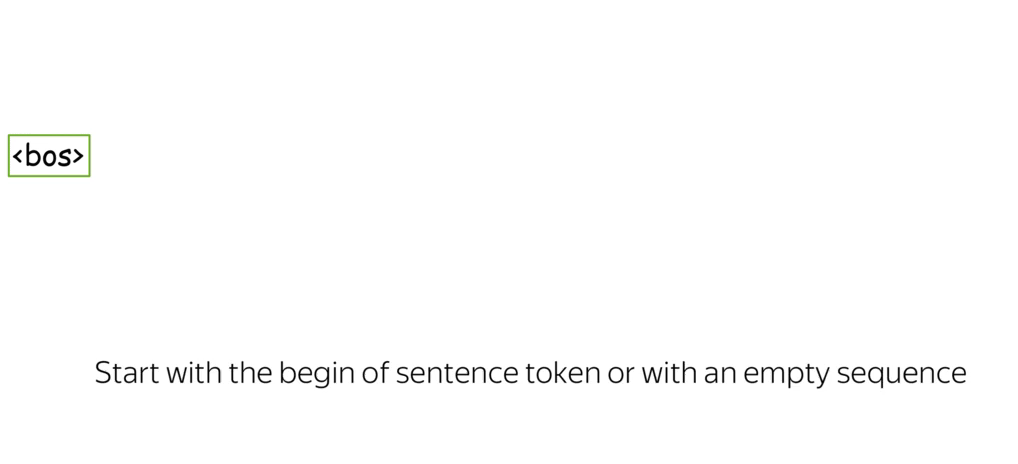 <bos>
Start with the begin of sentence token or with an empty sequence